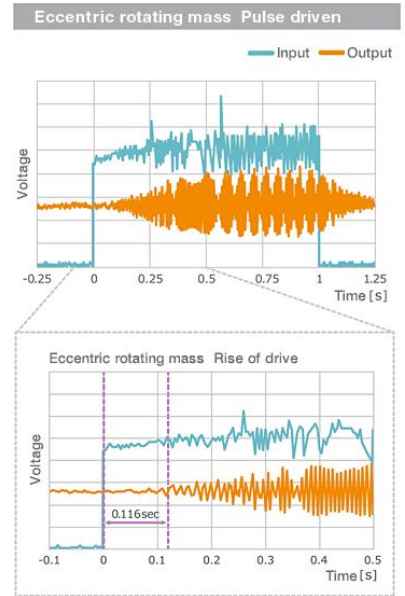 Eccentric rotating mass Pulse driven
Input Output
Voltage
-0.25 0 0.25 0.5 0.75 1 1.25
Time [s]
Eccentric rotating mass Rise of drive
Voltage
0.116sec
-0.1 0 0.1 0.2 0.3 0.4 0.5
Time [s]